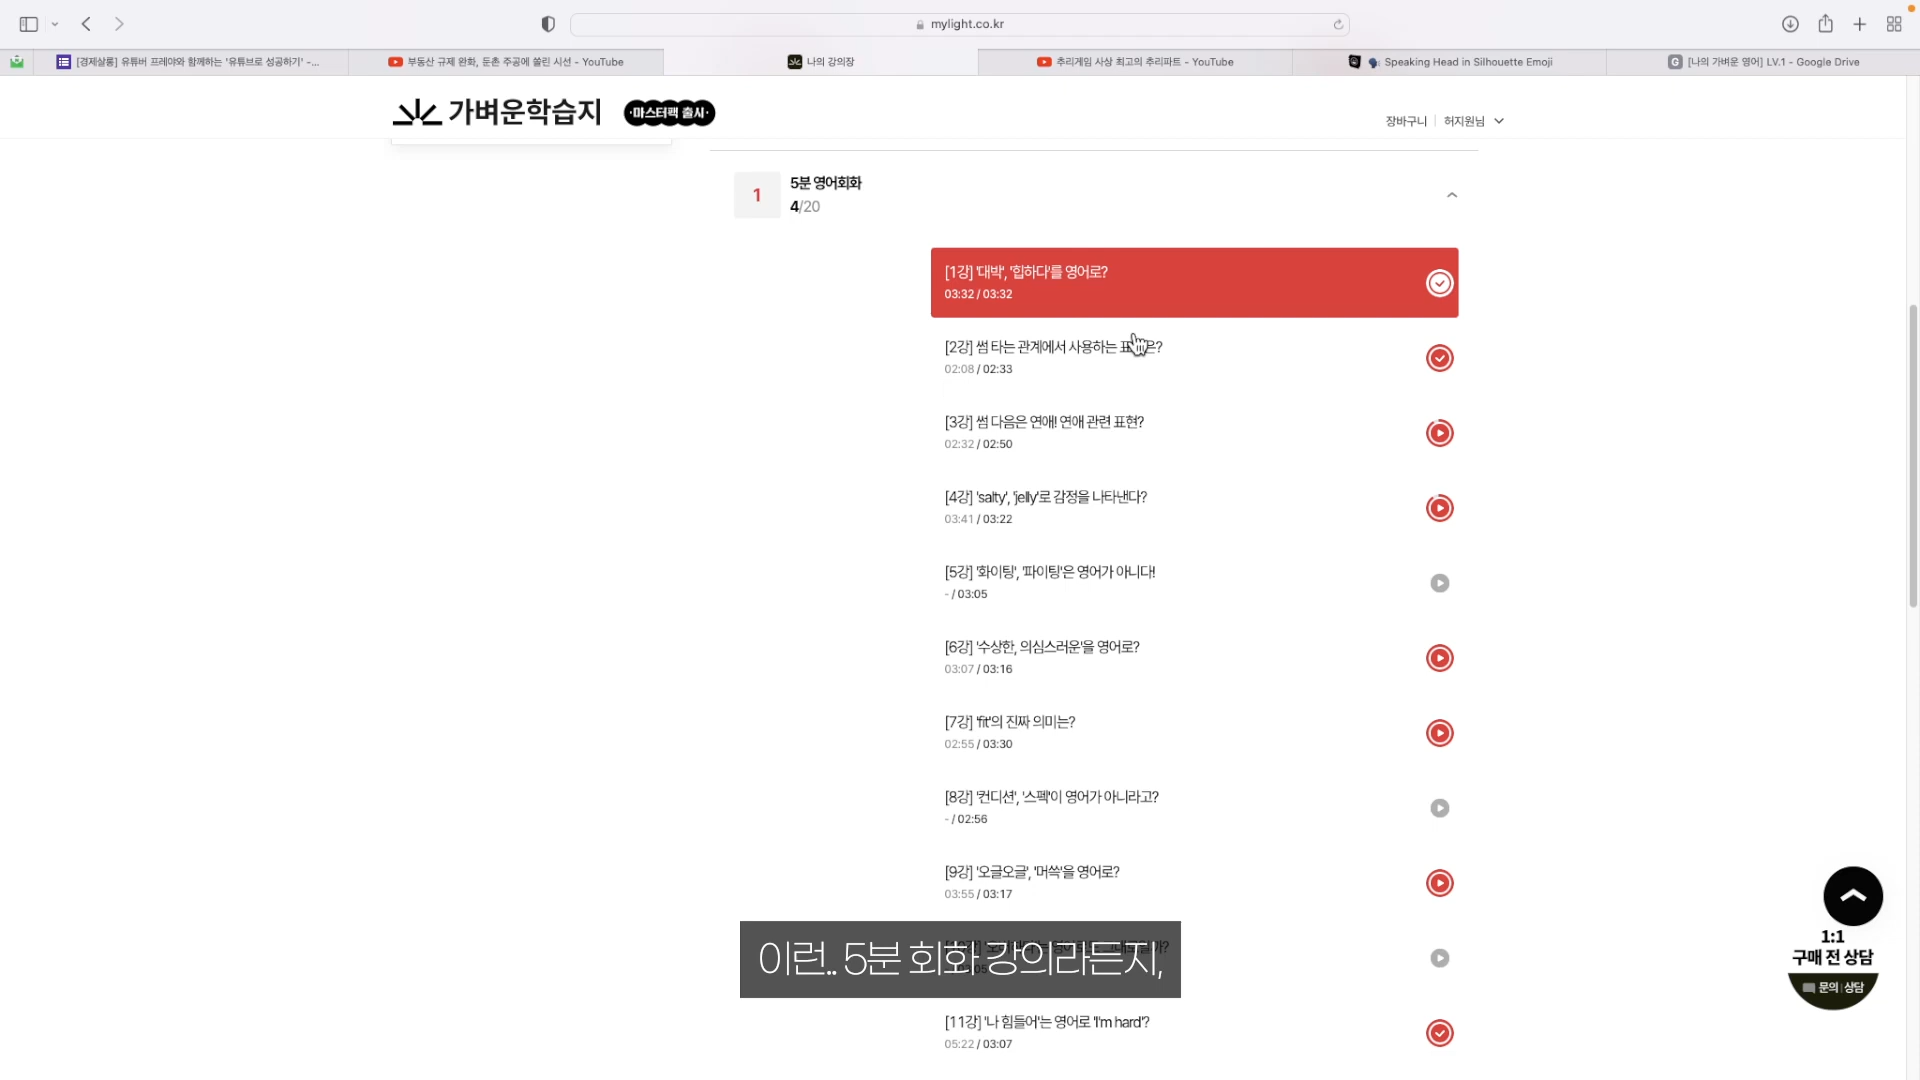 mylight.co.kr
[경제살롱] 유튜버 프레야와 함께하는 '유튜브로 성공하기' -...
부동산 규제 완화, 둔촌 주공에 쏠린 시선 - YouTube
나의 강의장
추리게임 사상 최고의 추리파트 - YouTube
Speaking Head in Silhouette Emoji
[나의 가벼운 영어] LV.1 - Google Drive
가벼운학습지
·마스터팩 출시·
장바구니
허지원님
1
5분 영어회화
4/20
[1강] '대박', '힙하다'를 영어로?
03:32 / 03:32
[2강] 썸 타는 관계에서 사용하는
02:08 / 02:33
[3강] 썸 다음은 연애! 연애 관련 표현?
02:32 / 02:50
[4강] 'salty', 'jelly'로 감정을 나타낸다?
03:41 / 03:22
[5강] '화이팅', '파이팅'은 영어가 아니다!
- / 03:05
[6강] '수상한, 의심스러운'을 영어로?
03:07 / 03:16
[7강] 'fit'의 진짜 의미는?
02:55 / 03:30
[8강] '컨디션', '스펙'이 영어가 아니라고?
- / 02:56
[9강] '오글오글', '머쓱'을 영어로?
03:55 / 03:17
이런.. 5분 회화 강의라든지,
[11강] '나 힘들어'는 영어로 'I'm hard'?
05:22 / 03:07
1:1
구매 전 상담
문의 | 상담